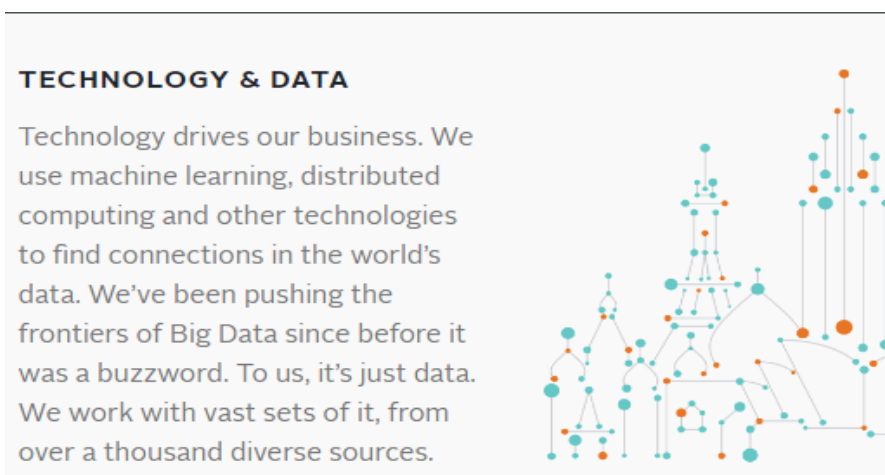 TECHNOLOGY & DATA
Technology drives our business. We
use machine learning, distributed
computing and other technologies
to find connections in the world's
data. We've been pushing the
frontiers of Big Data since before it
was a buzzword. To us, it's just data.
We work with vast sets of it, from
over a thousand diverse sources.